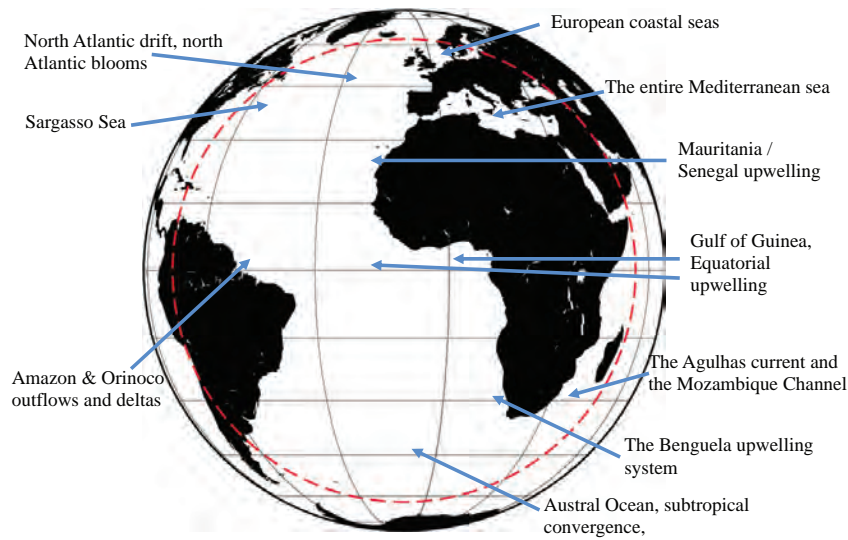 European coastal seas
North Atlantic drift, north
Atlantic blooms
The entire Mediterranean sea
Sargasso Sea
Mauritania /
Senegal upwelling
Gulf of Guinea,
Equatorial
upwelling
Amazon & Orinoco
outflows and deltas
The Agulhas current and
the Mozambique Channel
The Benguela upwelling
system
Austral Ocean, subtropical
convergence,